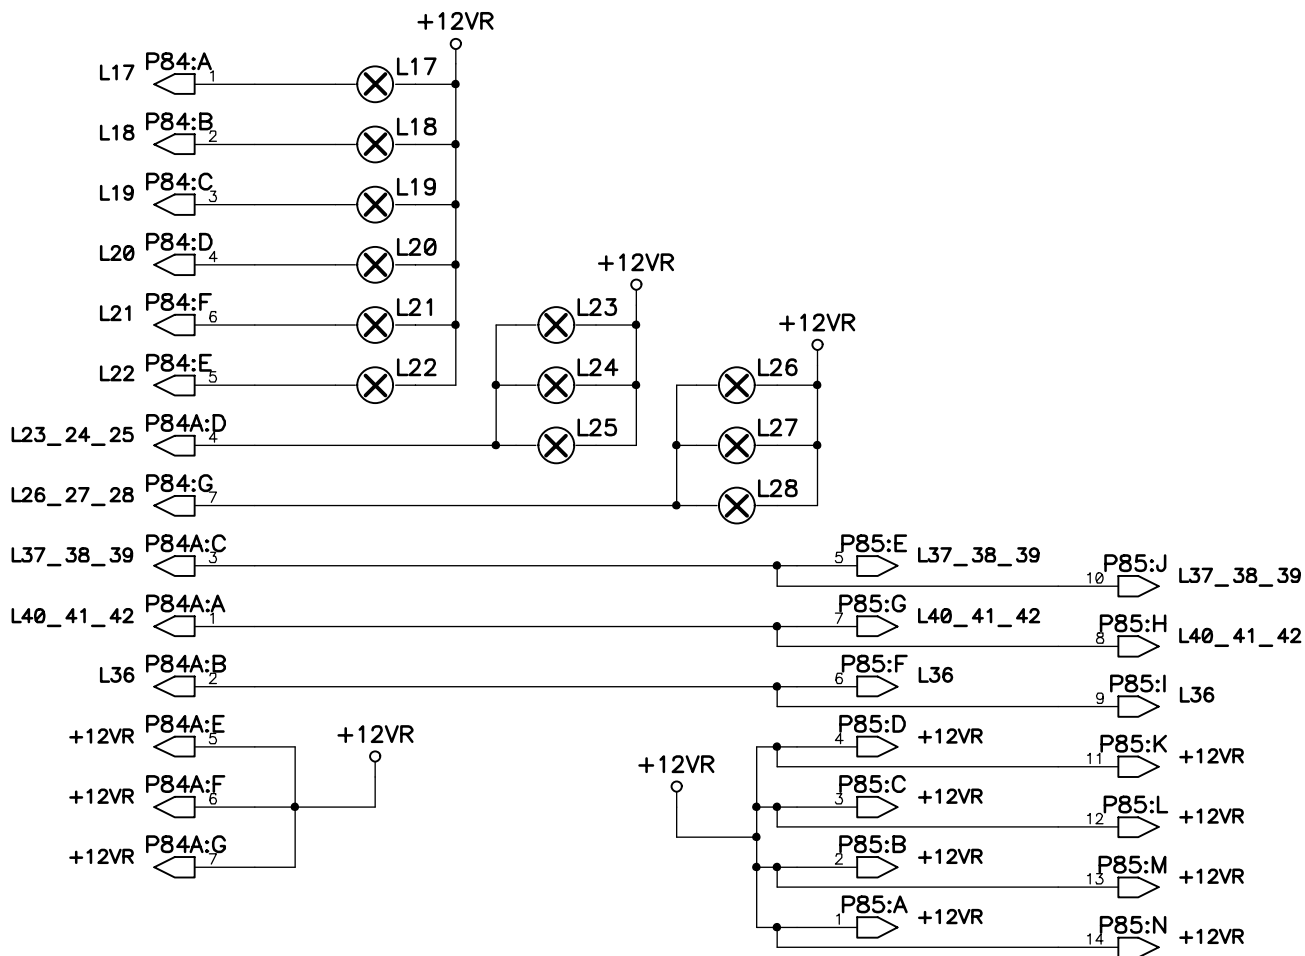 +12VR
L17 P84:A 1 L17
L18 P84:B 2 L18
L19 P84:C 3 L19
L20 P84:D 4 L20
+12VR
L21 P84:F 6 L21 L23
+12VR
L22 P84:E 5 L22 L24 L26
L23_24_25 P84A:D 4 L25 L27
L26_27_28 P84:G 7 L28
L37_38_39 P84A:C 3 5 P85:E L37_38_39
10 P85:J L37_38_39
L40_41_42 P84A:A 1 7 P85:G L40_41_42
8 P85:H L40_41_42
L36 P84A:B 2 6 P85:F L36
9 P85:I L36
+12VR P84A:E 5 +12VR 4 P85:D +12VR
+12VR 11 P85:K +12VR
+12VR P84A:F 6 3 P85:C +12VR
12 P85:L +12VR
+12VR P84A:G 7 2 P85:B +12VR
13 P85:M +12VR
1 P85:A +12VR
14 P85:N +12VR